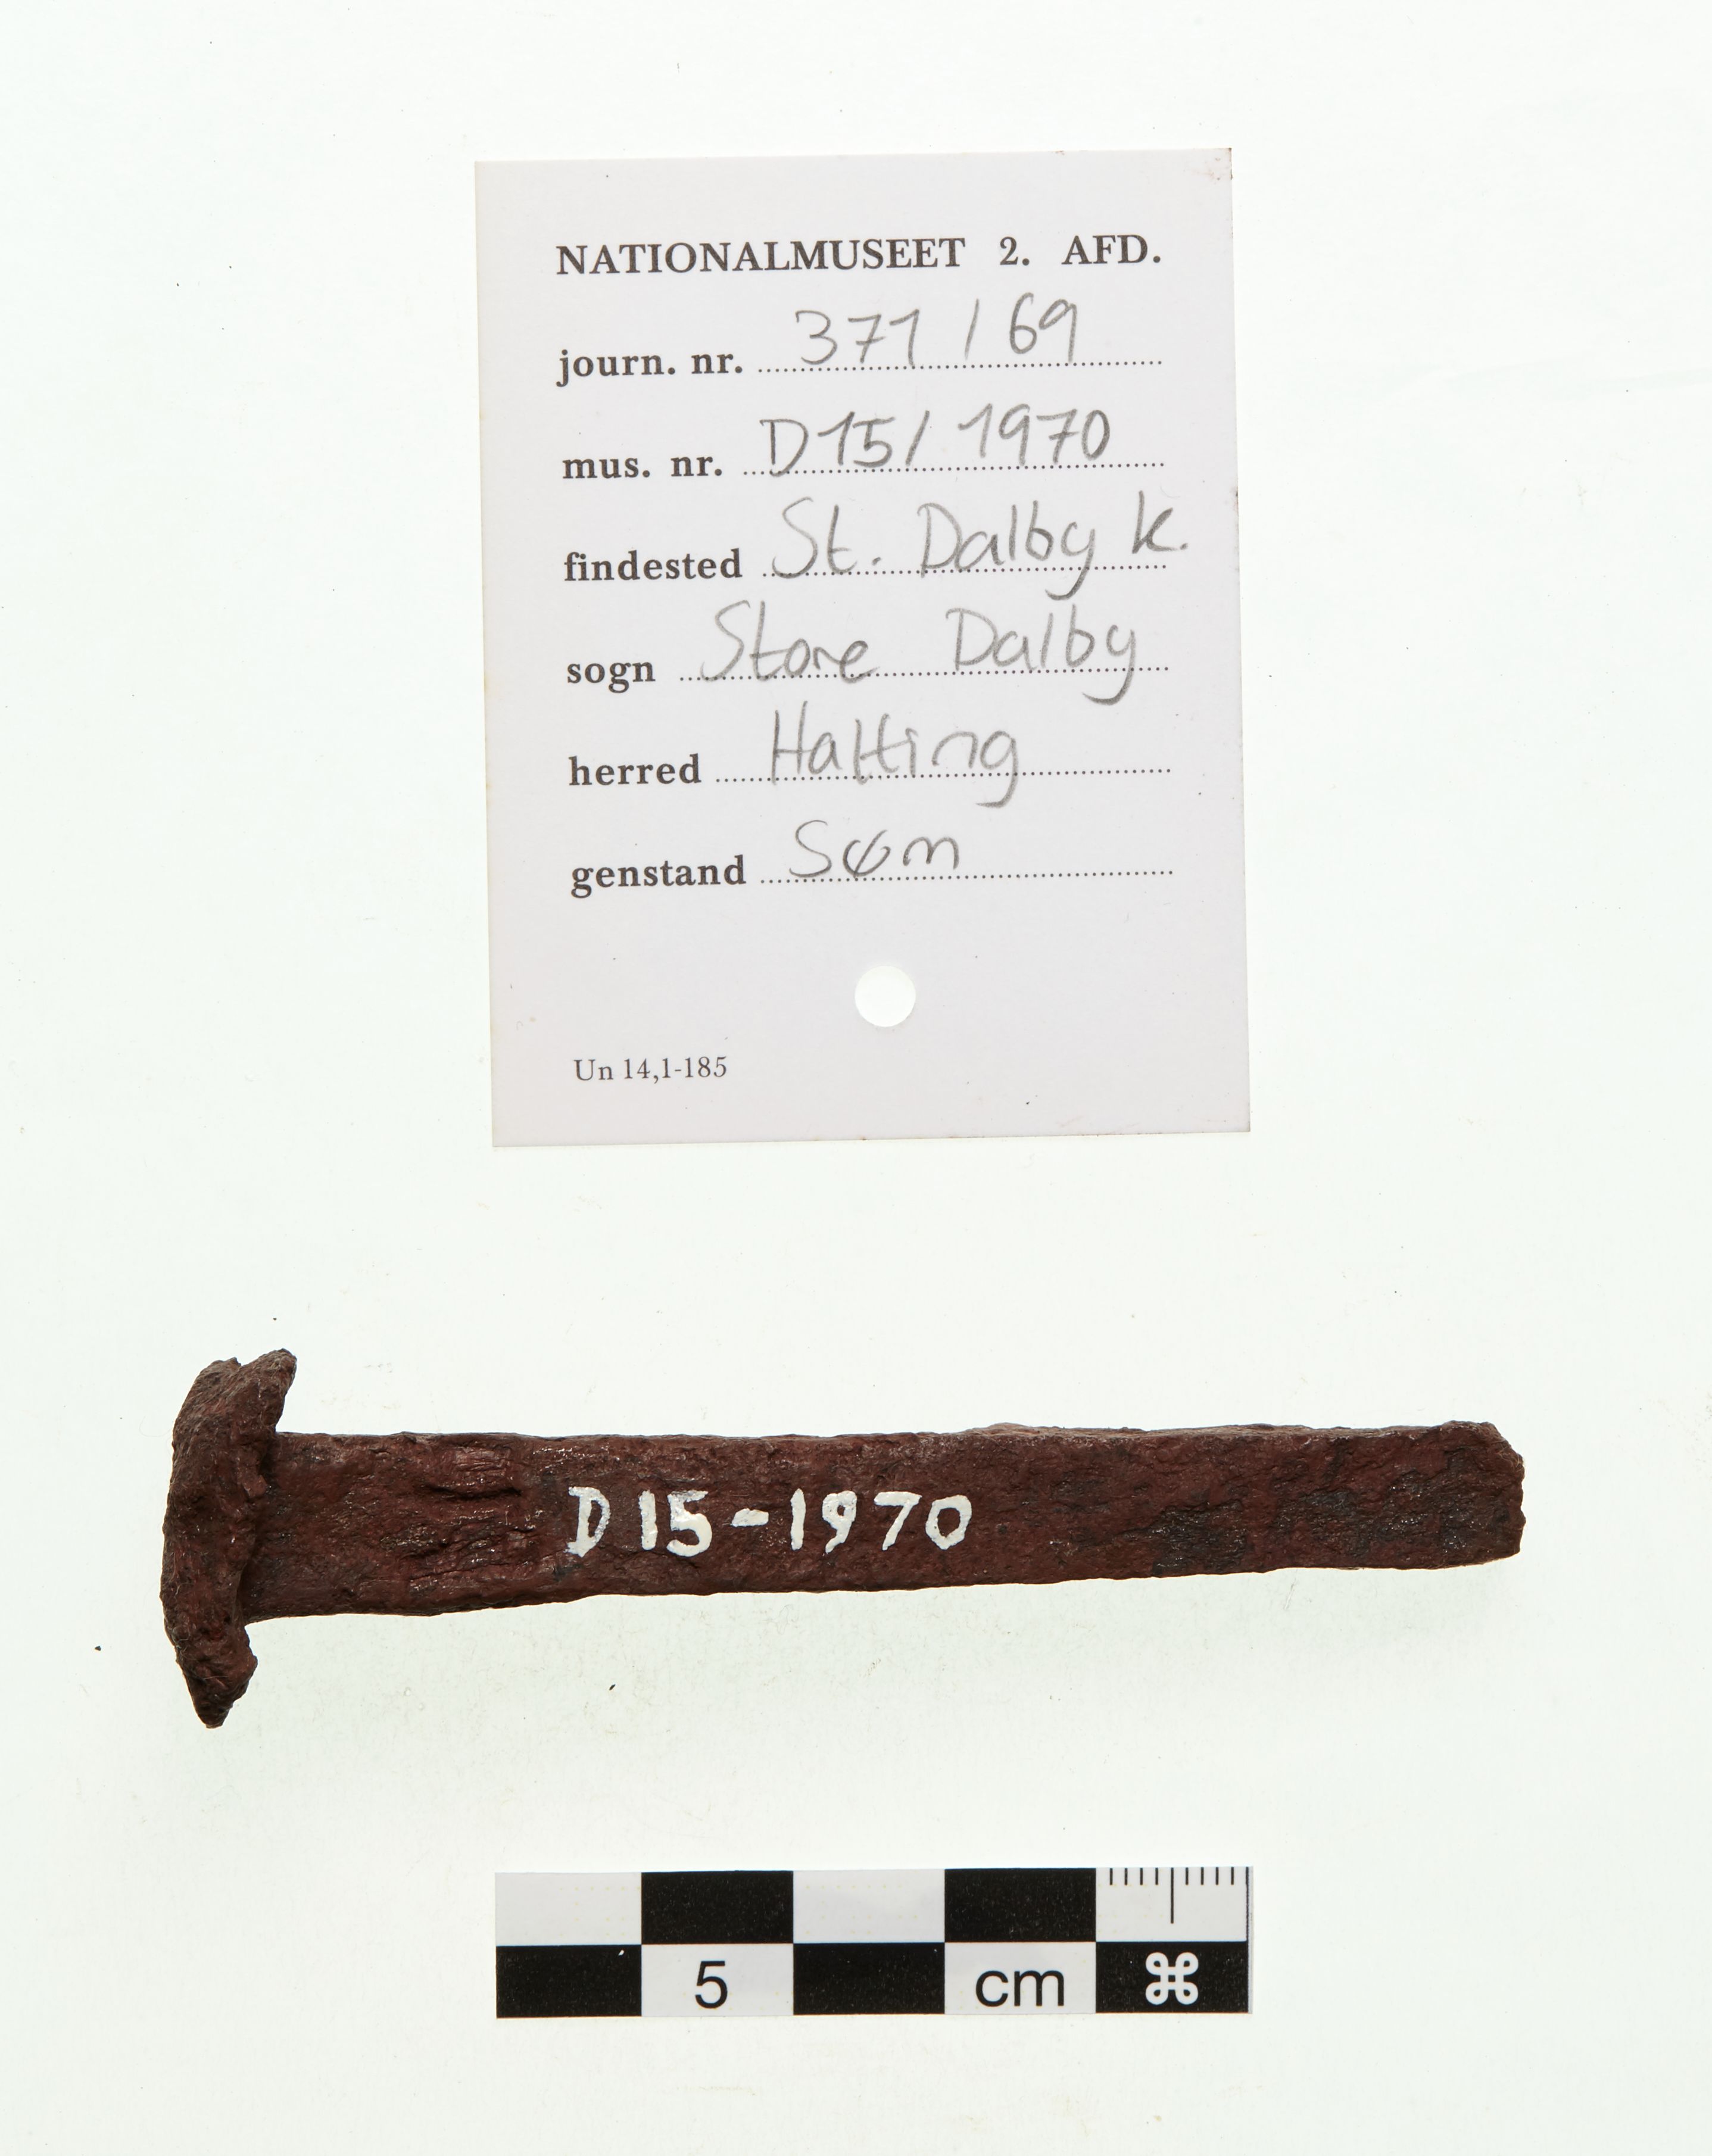 NATIONALMUSEET 2. AFD.
journ. nr. 371 / 69
mus. nr. D15/ 1970
findested St. Dalby k.
sogn Store Dalby
herred Hatting
genstand Søm
Un 14,1-185
D 15-1970
5 cm